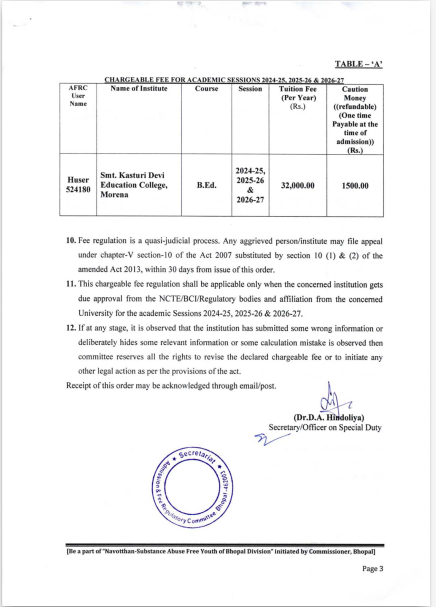 TABLE – 'A'
CHARGEABLE FEE FOR ACADEMIC SESSIONS 2024-25, 2025-26 & 2026-27
AFRC User Name | Name of Institute | Course | Session | Tuition Fee (Per Year) (Rs.) | Caution Money ((refundable) (One time Payable at the time of admission)) (Rs.)
Huser 524180 | Smt. Kasturi Devi Education College, Morena | B.Ed. | 2024-25, 2025-26 & 2026-27 | 32,000.00 | 1500.00
10. Fee regulation is a quasi-judicial process. Any aggrieved person/institute may file appeal
under chapter-V section-10 of the Act 2007 substituted by section 10 (1) & (2) of the
amended Act 2013, within 30 days from issue of this order.
11. This chargeable fee regulation shall be applicable only when the concerned institution gets
due approval from the NCTE/BCI/Regulatory bodies and affiliation from the concerned
University for the academic Sessions 2024-25, 2025-26 & 2026-27.
12. If at any stage, it is observed that the institution has submitted some wrong information or
deliberately hides some relevant information or some calculation mistake is observed then
committee reserves all the rights to revise the declared chargeable fee or to initiate any
other legal action as per the provisions of the act.
Receipt of this order may be acknowledged through email/post.
(Dr.D.A. Hindoliya)
Secretary/Officer on Special Duty
Secretariat
Admission & Fee Regulatory Committee Bhopal
[Be a part of "Navotthan-Substance Abuse Free Youth of Bhopal Division" initiated by Commissioner, Bhopal]
Page 3